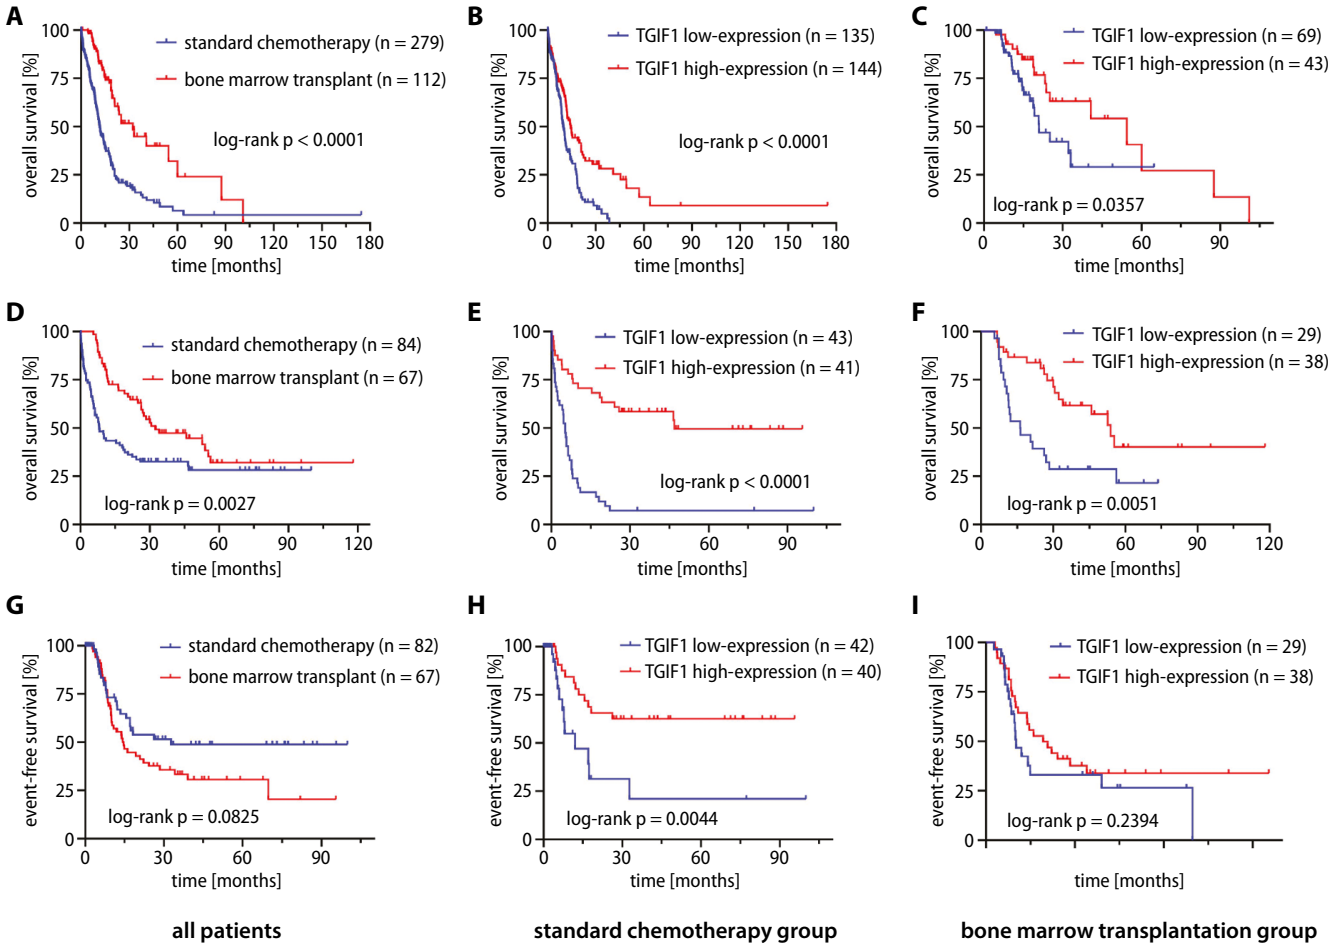 A
overall survival [%]
100
75
50
25
0
standard chemotherapy (n = 279)
bone marrow transplant (n = 112)
log-rank p < 0.0001
0 30 60 90 120 150 180
time [months]
B
overall survival [%]
100
75
50
25
0
TGIF1 low-expression (n = 135)
TGIF1 high-expression (n = 144)
log-rank p < 0.0001
0 30 60 90 120 150 180
time [months]
C
overall survival [%]
100
75
50
25
0
TGIF1 low-expression (n = 69)
TGIF1 high-expression (n = 43)
log-rank p = 0.0357
0 30 60 90
time [months]
D
overall survival [%]
100
75
50
25
0
standard chemotherapy (n = 84)
bone marrow transplant (n = 67)
log-rank p = 0.0027
0 30 60 90 120
time [months]
E
overall survival [%]
100
75
50
25
0
TGIF1 low-expression (n = 43)
TGIF1 high-expression (n = 41)
log-rank p < 0.0001
0 30 60 90
time [months]
F
overall survival [%]
100
75
50
25
0
TGIF1 low-expression (n = 29)
TGIF1 high-expression (n = 38)
log-rank p = 0.0051
0 30 60 90 120
time [months]
G
event-free survival [%]
100
75
50
25
0
standard chemotherapy (n = 82)
bone marrow transplant (n = 67)
log-rank p = 0.0825
0 30 60 90
time [months]
H
event-free survival [%]
100
75
50
25
0
TGIF1 low-expression (n = 42)
TGIF1 high-expression (n = 40)
log-rank p = 0.0044
0 30 60 90
time [months]
I
event-free survival [%]
100
75
50
25
0
TGIF1 low-expression (n = 29)
TGIF1 high-expression (n = 38)
log-rank p = 0.2394
time [months]
all patients
standard chemotherapy group
bone marrow transplantation group